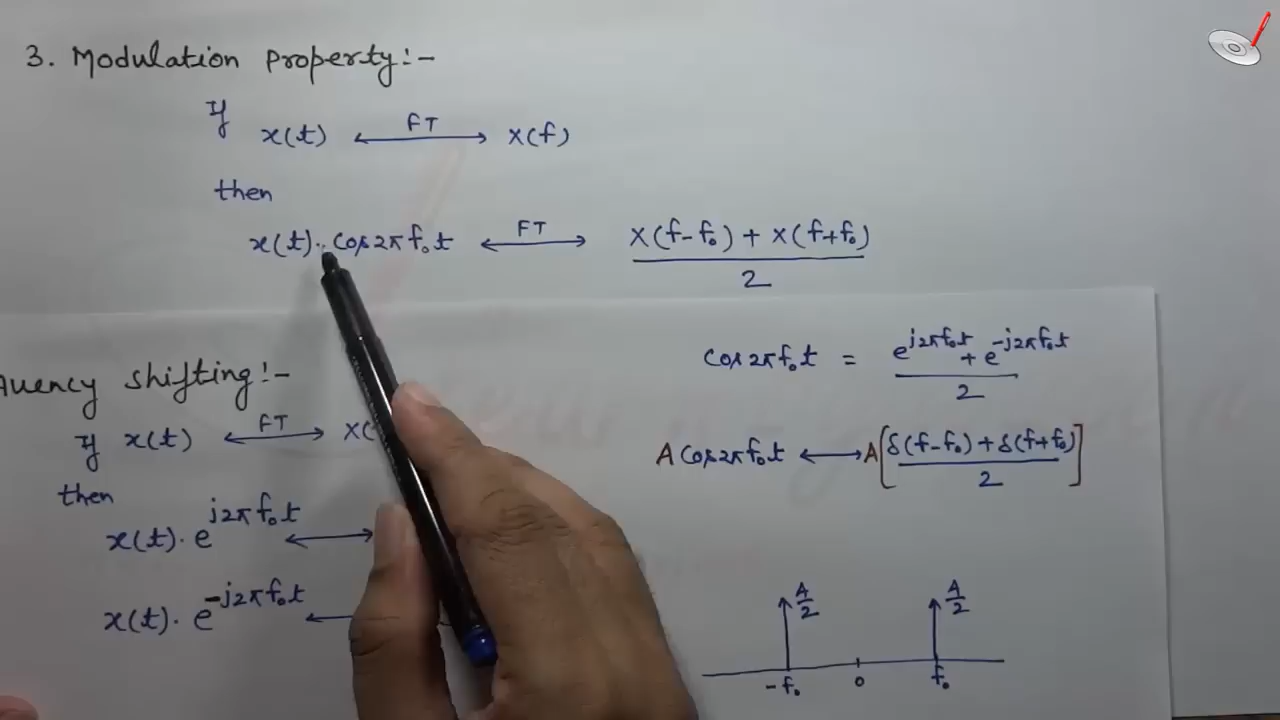 3. Modulation property:-
If x(t) <--FT--> X(f)
then
x(t). cos2πf₀t <--FT--> X(f-f₀) + X(f+f₀) / 2
quency shifting:-
If x(t) <--FT--> X(
then
x(t). e^{j2πf₀t} <-->
x(t). e^{-j2πf₀t} <--
cos2πf₀t = e^{j2πf₀t} + e^{-j2πf₀t} / 2
A cos2πf₀t <--> A[δ(f-f₀) + δ(f+f₀) / 2]
A/2 A/2
-f₀ 0 f₀